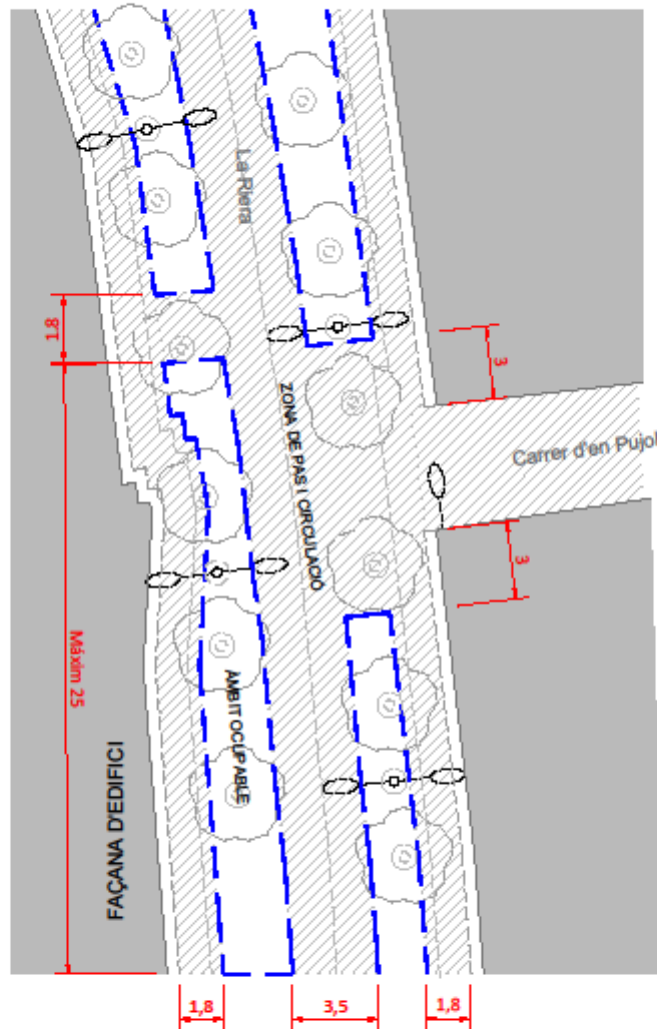 La Riera
1.8
3
ZONA DE PAS I CIRCULACIÓ
Carrer d'en Pujol
3
Máxim 25
ÀMBIT OCUPABLE
FAÇANA D'EDIFICI
1,8
3,5
1,8